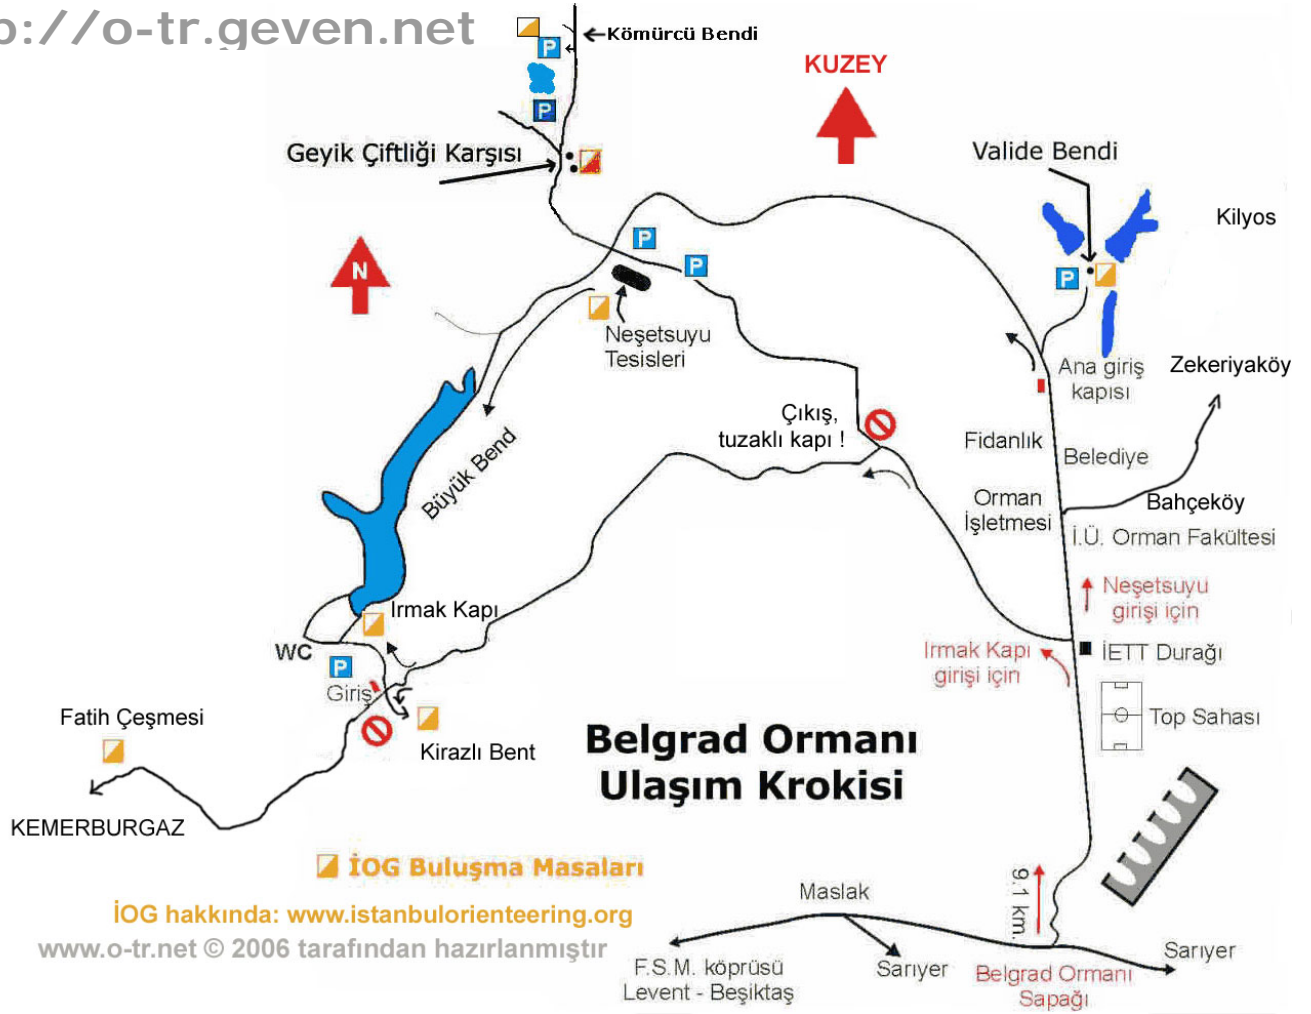 p://o-tr.geven.net
Kömürcü Bendi
P
KUZEY
P
Geyik Çiftliği Karşısı
Valide Bendi
Kilyos
P
P
N
P
Neşetsuyu
Tesisleri
Ana giriş
kapısı
Zekeriyaköy
Çıkış,
tuzaklı kapı !
Fidanlık
Belediye
Büyük Bend
Orman
İşletmesi
Bahçeköy
İ.Ü. Orman Fakültesi
Neşetsuyu
girişi için
Irmak Kapı
WC
P
Giriş
Irmak Kapı
girişi için
İETT Durağı
Fatih Çeşmesi
Kirazlı Bent
Top Sahası
Belgrad Ormanı
Ulaşım Krokisi
KEMERBURGAZ
İOG Buluşma Masaları
İOG hakkında: www.istanbulorienteering.org
www.o-tr.net © 2006 tarafından hazırlanmıştır
Maslak
9.1 km.
F.S.M. köprüsü
Levent - Beşiktaş
Sarıyer
Belgrad Ormanı
Sapağı
Sarıyer